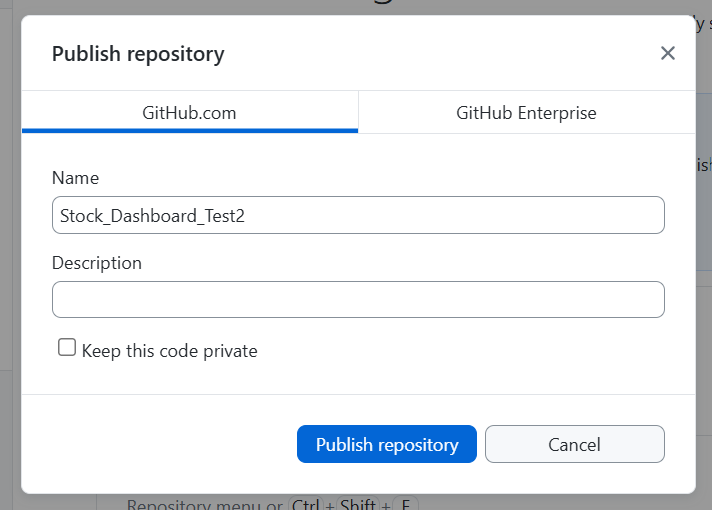 Publish repository
GitHub.com
GitHub Enterprise
Name
Stock_Dashboard_Test2
Description
Keep this code private
Publish repository
Cancel
Repository menu or Ctrl + Shift + F